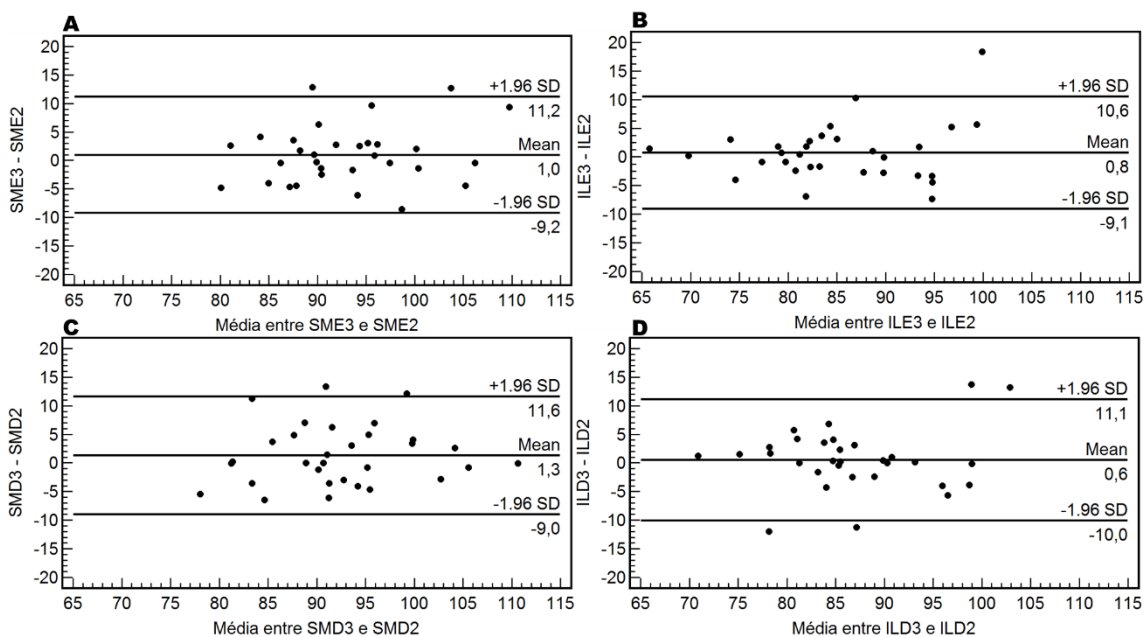 A
SME3 - SME2
20
15
10
5
0
-5
-10
-15
-20
+1.96 SD
11,2
Mean
1,0
-1.96 SD
-9,2
65 70 75 80 85 90 95 100 105 110 115
Média entre SME3 e SME2
B
ILE3 - ILE2
20
15
10
5
0
-5
-10
-15
-20
+1.96 SD
10,6
Mean
0,8
-1.96 SD
-9,1
65 70 75 80 85 90 95 100 105 110 115
Média entre ILE3 e ILE2
C
SMD3 - SMD2
20
15
10
5
0
-5
-10
-15
-20
+1.96 SD
11,6
Mean
1,3
-1.96 SD
-9,0
65 70 75 80 85 90 95 100 105 110 115
Média entre SMD3 e SMD2
D
ILD3 - ILD2
20
15
10
5
0
-5
-10
-15
-20
+1.96 SD
11,1
Mean
0,6
-1.96 SD
-10,0
65 70 75 80 85 90 95 100 105 110 115
Média entre ILD3 e ILD2